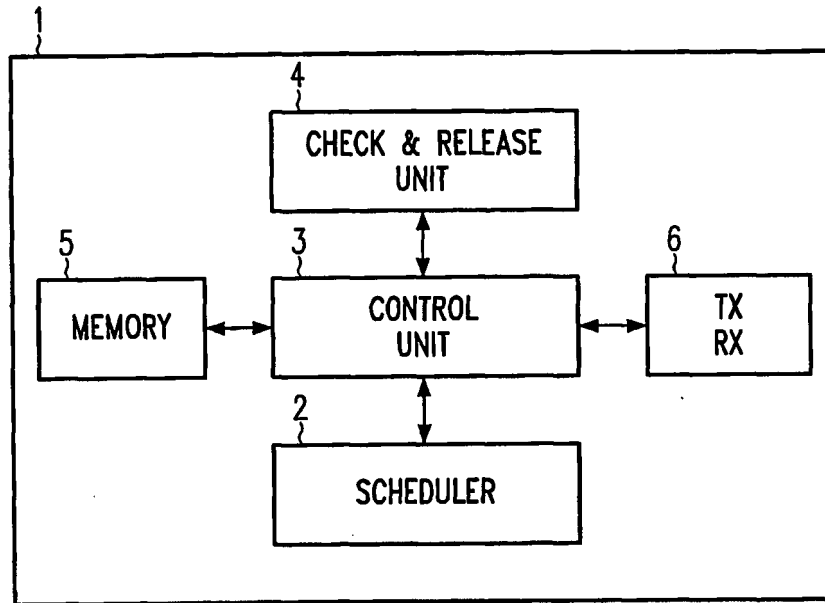 1
4
CHECK & RELEASE
UNIT
5
3
6
MEMORY
CONTROL
UNIT
TX
RX
2
SCHEDULER